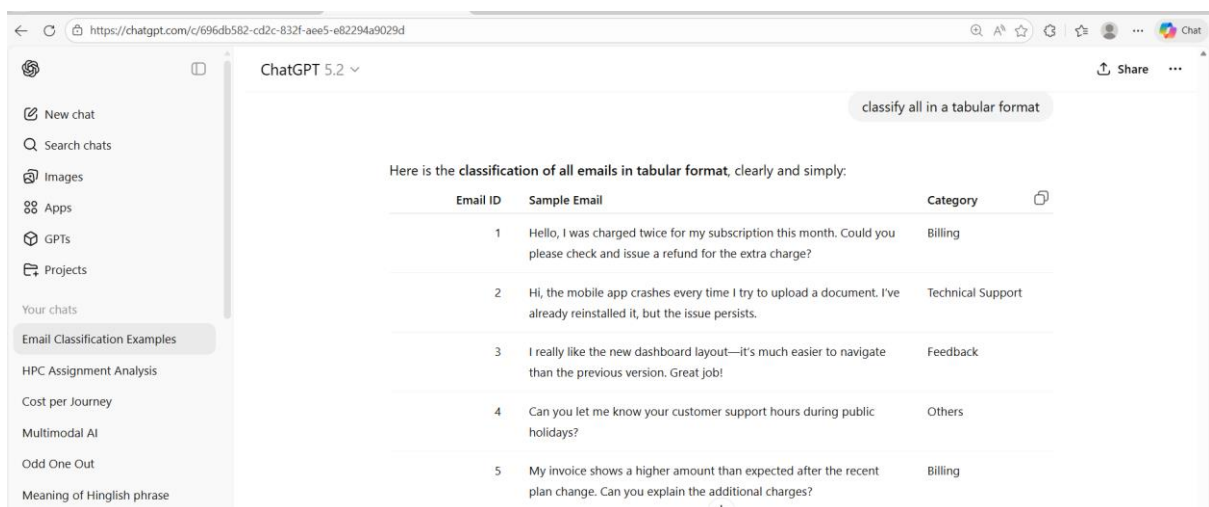 https://chatgpt.com/c/696db582-cd2c-832f-aee5-e82294a9029d
Chat
ChatGPT 5.2
Share
New chat
Search chats
Images
Apps
GPTs
Projects
Your chats
Email Classification Examples
HPC Assignment Analysis
Cost per Journey
Multimodal AI
Odd One Out
Meaning of Hinglish phrase
classify all in a tabular format
Here is the classification of all emails in tabular format, clearly and simply:
Email ID Sample Email Category
1 Hello, I was charged twice for my subscription this month. Could you Billing
please check and issue a refund for the extra charge?
2 Hi, the mobile app crashes every time I try to upload a document. I've Technical Support
already reinstalled it, but the issue persists.
3 I really like the new dashboard layout—it's much easier to navigate Feedback
than the previous version. Great job!
4 Can you let me know your customer support hours during public Others
holidays?
5 My invoice shows a higher amount than expected after the recent Billing
plan change. Can you explain the additional charges?